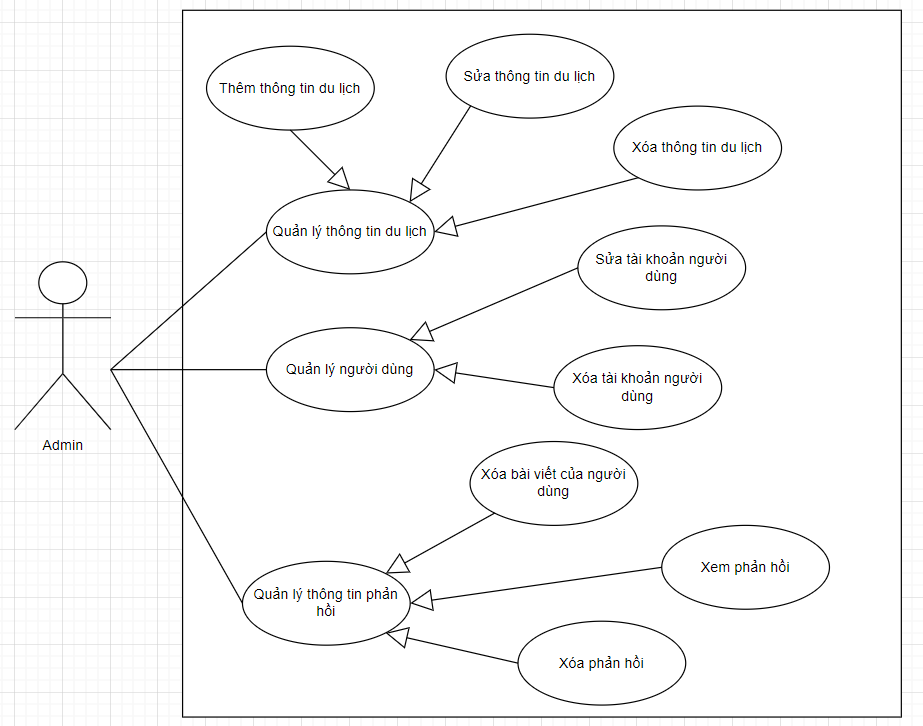 Sửa thông tin du lịch
Thêm thông tin du lịch
Xóa thông tin du lịch
Quản lý thông tin du lịch
Sửa tài khoản người
dùng
Quản lý người dùng
Xóa tài khoản người
dùng
Admin
Xóa bài viết của người
dùng
Xem phản hồi
Quản lý thông tin phản
hồi
Xóa phản hồi